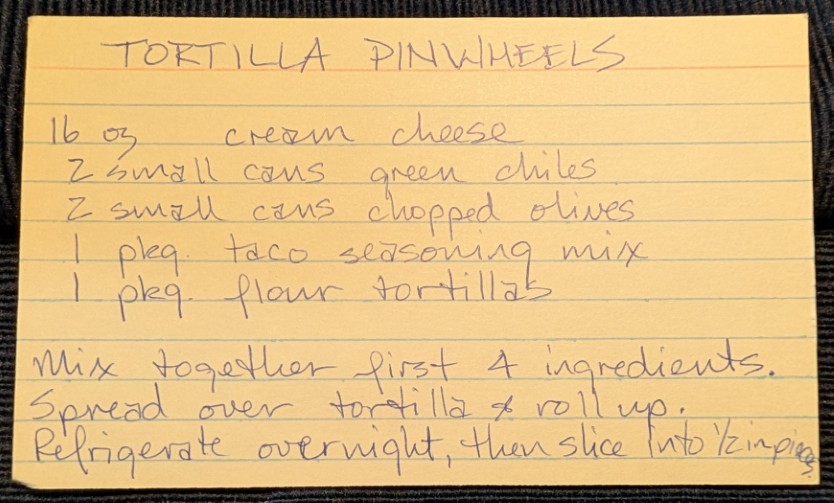 TORTILLA PINWHEELS
16 oz cream cheese
2 small cans green chiles
2 small cans chopped olives
1 pkg. taco seasoning mix
1 pkg. flour tortillas
Mix together first 4 ingredients.
Spread over tortilla & roll up.
Refrigerate overnight, then slice into 1/2 in pieces.